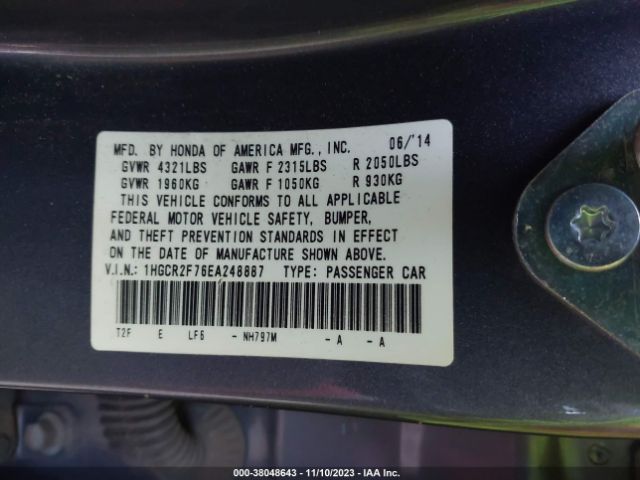 MFD. BY HONDA OF AMERICA MFG., INC. 06/'14
GVWR 4321LBS GAWR F 2315LBS R 2050LBS
GVWR 1960KG GAWR F 1050KG R 930KG
THIS VEHICLE CONFORMS TO ALL APPLICABLE
FEDERAL MOTOR VEHICLE SAFETY, BUMPER,
AND THEFT PREVENTION STANDARDS IN EFFECT
ON THE DATE OF MANUFACTURE SHOWN ABOVE.
V.I.N.: 1HGCR2F76EA248887 TYPE: PASSENGER CAR
T2F E LF6 - NH797M - A - A
000-38048643 - 11/10/2023 - IAA Inc.